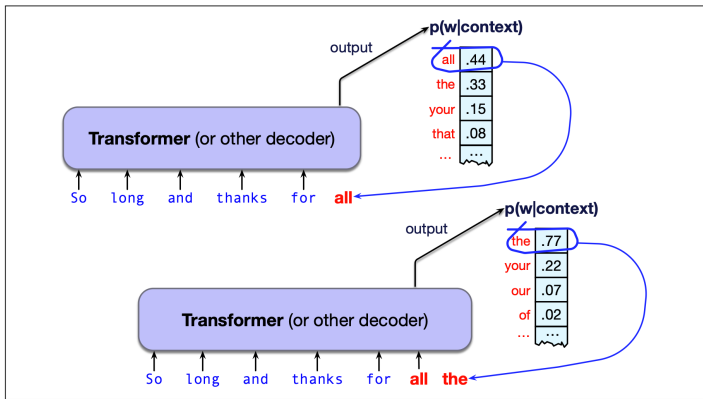 p(w|context)
output
all .44
the .33
your .15
that .08
... ...
Transformer (or other decoder)
So long and thanks for all
p(w|context)
output
the .77
your .22
our .07
of .02
... ...
Transformer (or other decoder)
So long and thanks for all the